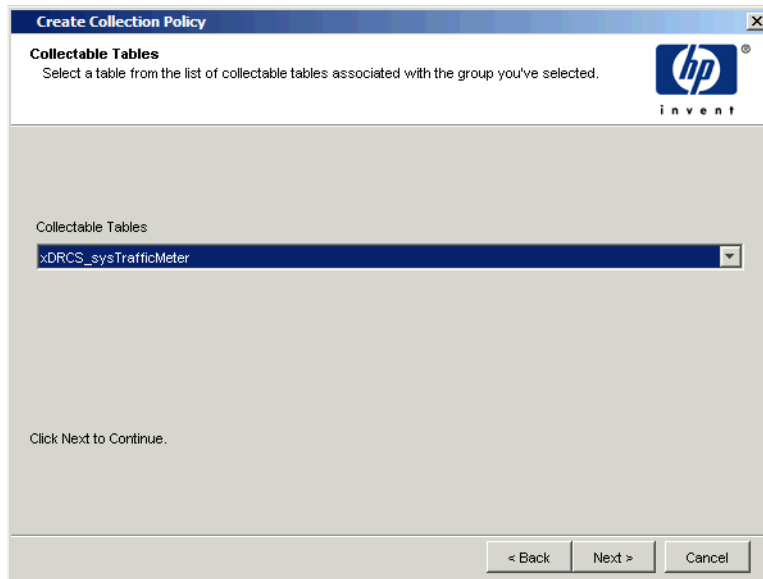 Create Collection Policy
Collectable Tables
Select a table from the list of collectable tables associated with the group you've selected.
hp
®
invent
Collectable Tables
xDRCS_sysTrafficMeter
Click Next to Continue.
< Back
Next >
Cancel